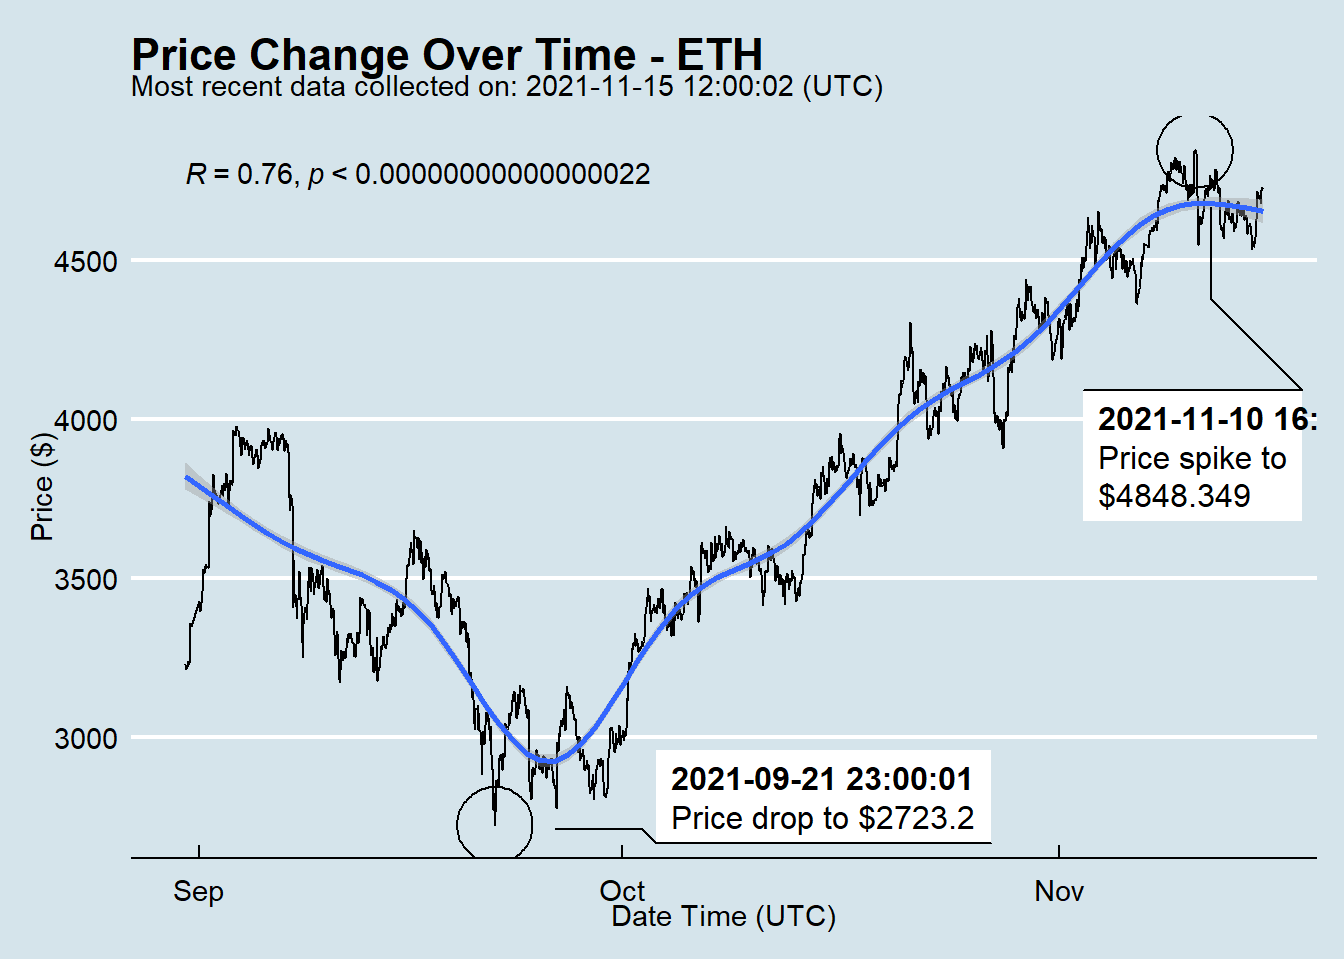 Price Change Over Time - ETH
Most recent data collected on: 2021-11-15 12:00:02 (UTC)
R = 0.76, p < 0.00000000000000022
4500
4000
3500
3000
Price ($)
2021-11-10 16:
Price spike to
$4848.349
2021-09-21 23:00:01
Price drop to $2723.2
Sep
Oct
Nov
Date Time (UTC)